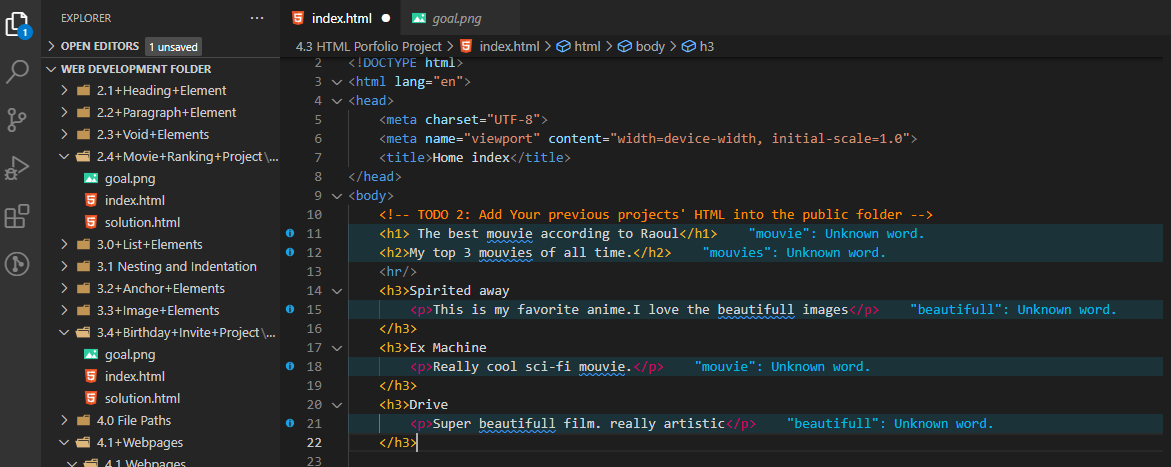 1
EXPLORER
···
OPEN EDITORS 1 unsaved
WEB DEVELOPMENT FOLDER
2.1+Heading+Element
2.2+Paragraph+Element
2.3+Void+Elements
2.4+Movie+Ranking+Project\...
goal.png
index.html
solution.html
3.0+List+Elements
3.1 Nesting and Indentation
3.2+Anchor+Elements
3.3+Image+Elements
3.4+Birthday+Invite+Project\...
goal.png
index.html
solution.html
4.0 File Paths
4.1+Webpages
4.1 Webpages
index.html
goal.png
4.3 HTML Porfolio Project > index.html > html > body > h3
2 <!DOCTYPE html>
3 <html lang="en">
4 <head>
5 <meta charset="UTF-8">
6 <meta name="viewport" content="width=device-width, initial-scale=1.0">
7 <title>Home index</title>
8 </head>
9 <body>
10 <!-- TODO 2: Add Your previous projects' HTML into the public folder -->
11 <h1> The best mouvie according to Raoul</h1> "mouvie": Unknown word.
12 <h2>My top 3 mouvies of all time.</h2> "mouvies": Unknown word.
13 <hr/>
14 <h3>Spirited away
15 <p>This is my favorite anime.I love the beautifull images</p> "beautifull": Unknown word.
16 </h3>
17 <h3>Ex Machine
18 <p>Really cool sci-fi mouvie.</p> "mouvie": Unknown word.
19 </h3>
20 <h3>Drive
21 <p>Super beautifull film. really artistic</p> "beautifull": Unknown word.
22 </h3>
23